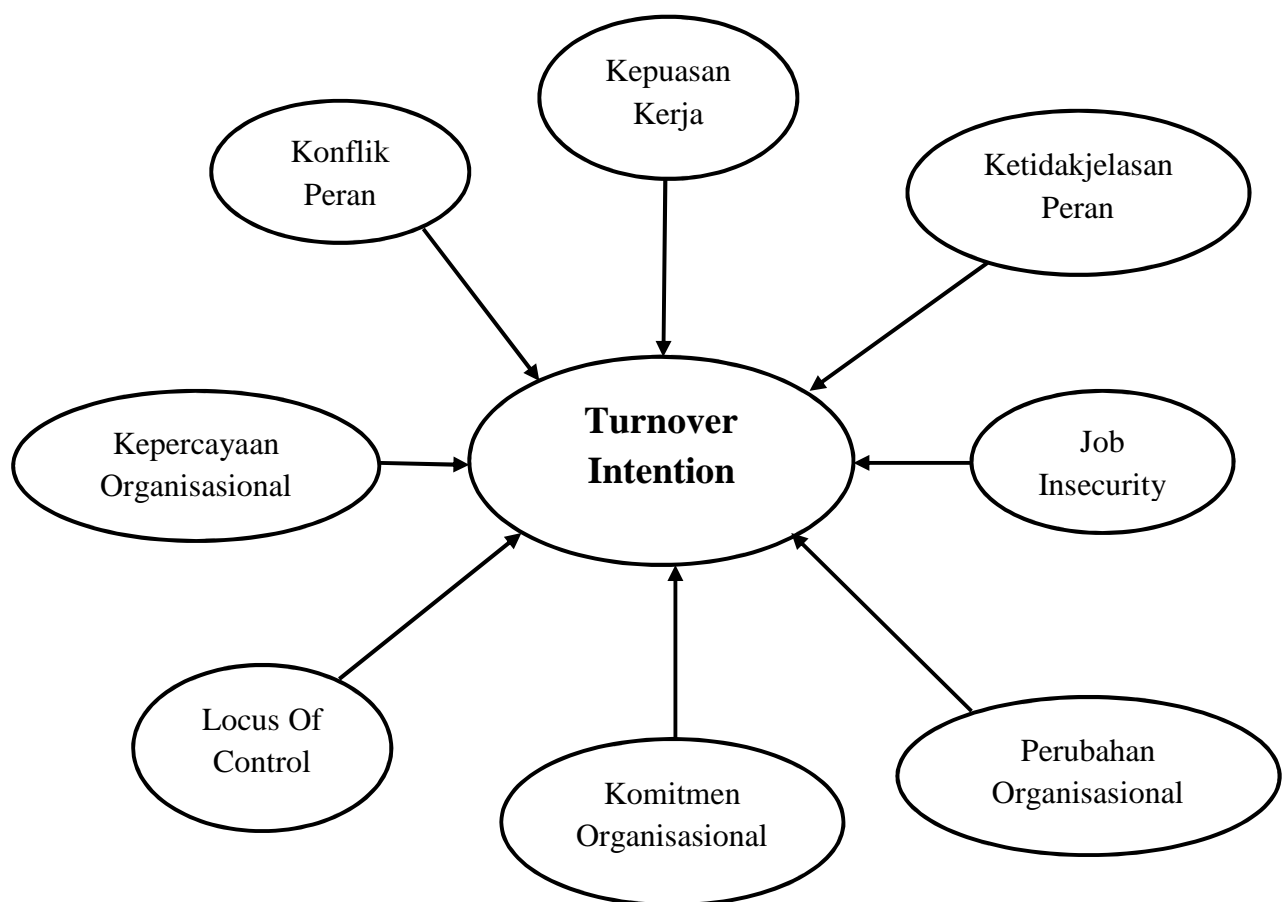 Kepuasan
Kerja
Konflik
Peran
Ketidakjelasan
Peran
Turnover
Intention
Kepercayaan
Organisasional
Job
Insecurity
Locus Of
Control
Komitmen
Organisasional
Perubahan
Organisasional